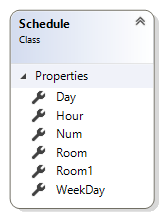 Schedule
Class
Properties
Day
Hour
Num
Room
Room1
WeekDay